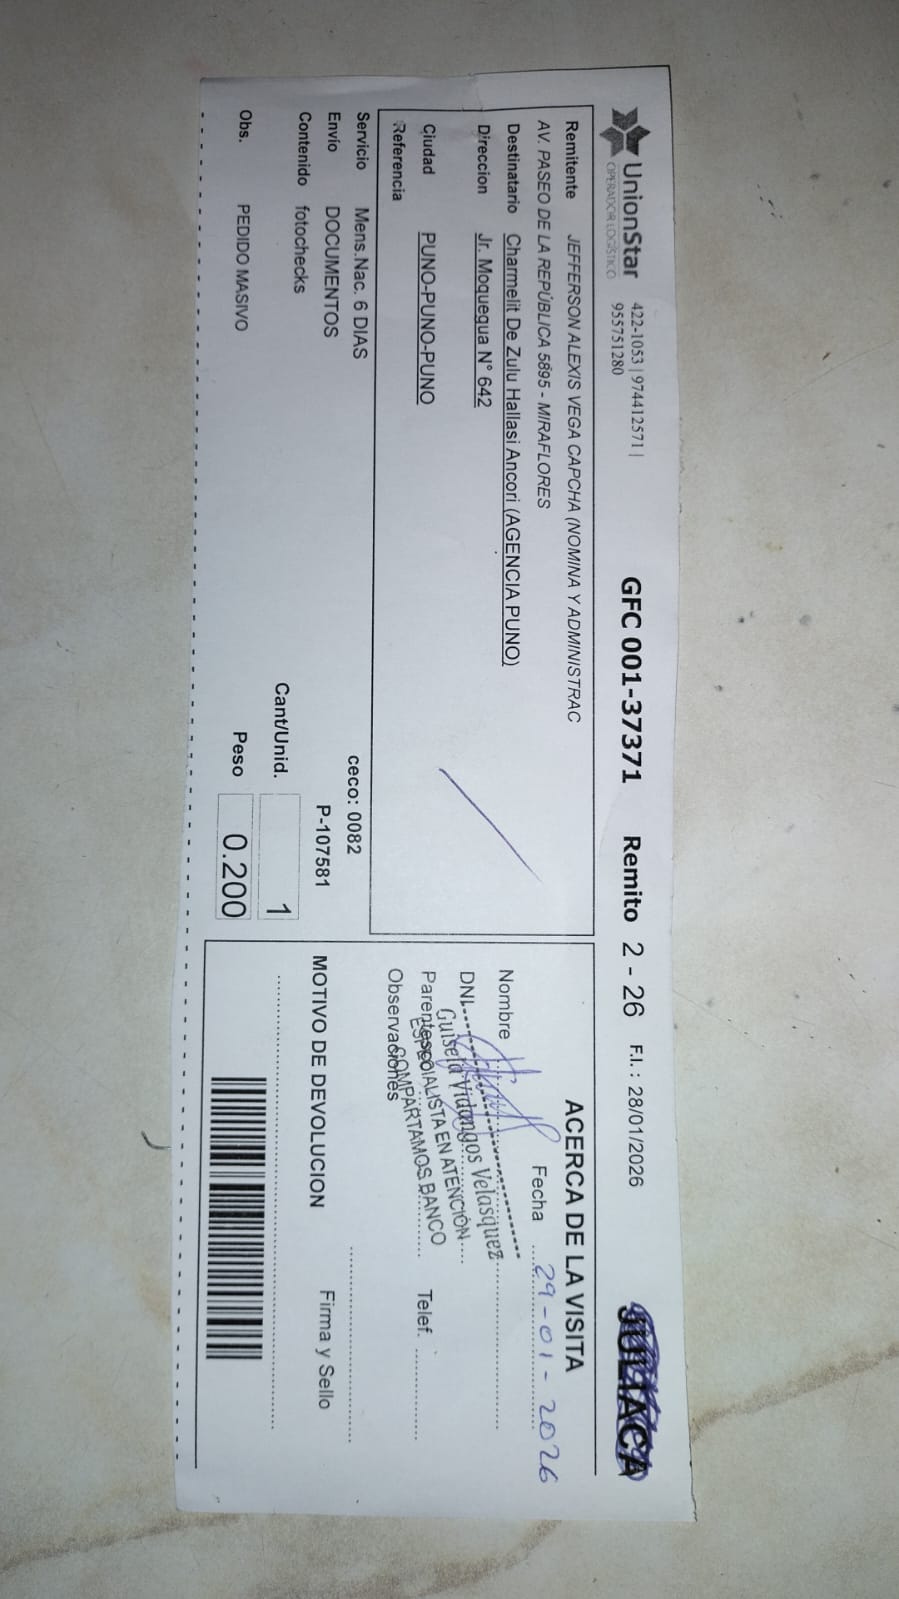 UnionStar
OPERADOR LOGÍSTICO
422-1053 | 974412571 |
955751280
GFC 001-37371
Remito 2 - 26
F.I.: 28/01/2026
JULIACA
Remitente JEFFERSON ALEXIS VEGA CAPCHA (NOMINA Y ADMINISTRAC
AV. PASEO DE LA REPÚBLICA 5895 - MIRAFLORES
Destinatario Charmelit De Zulu Hallasi Ancori (AGENCIA PUNO)
Direccion Jr. Moquegua N° 642
Ciudad PUNO-PUNO-PUNO
Referencia
Servicio Mens.Nac. 6 DIAS
ceco: 0082
Envío DOCUMENTOS
P-107581
Contenido fotochecks
Cant/Unid. 1
Obs. PEDIDO MASIVO
Peso 0.200
ACERCA DE LA VISITA
Fecha 29-01-2026
Nombre
DNI
Guisela Vidangos Velasquez
Parentesco
ESPECIALISTA EN ATENCIÓN
COMPARTAMOS BANCO
Telef.
Observaciones
MOTIVO DE DEVOLUCION
Firma y Sello